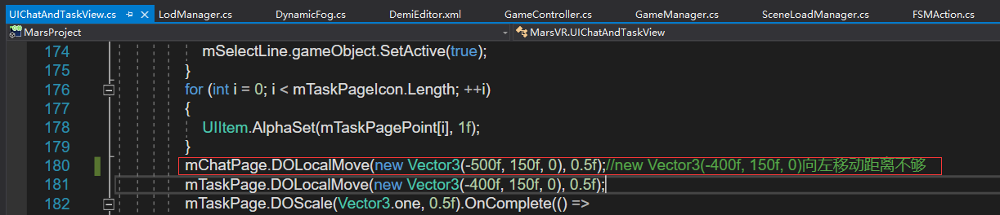 UIChatAndTaskView.cs LodManager.cs DynamicFog.cs DemiEditor.xml GameController.cs GameManager.cs SceneLoadManager.cs FSMAction.cs
MarsProject MarsVR.UIChatAndTaskView
174 mSelectLine.gameObject.SetActive(true);
175 }
176 for (int i = 0; i < mTaskPageIcon.Length; ++i)
177 {
178 UIItem.AlphaSet(mTaskPagePoint[i], 1f);
179 }
180 mChatPage.DOLocalMove(new Vector3(-500f, 150f, 0), 0.5f);//new Vector3(-400f, 150f, 0)向左移动距离不够
181 mTaskPage.DOLocalMove(new Vector3(-400f, 150f, 0), 0.5f);
182 mTaskPage.DOScale(Vector3.one, 0.5f).OnComplete(() =>